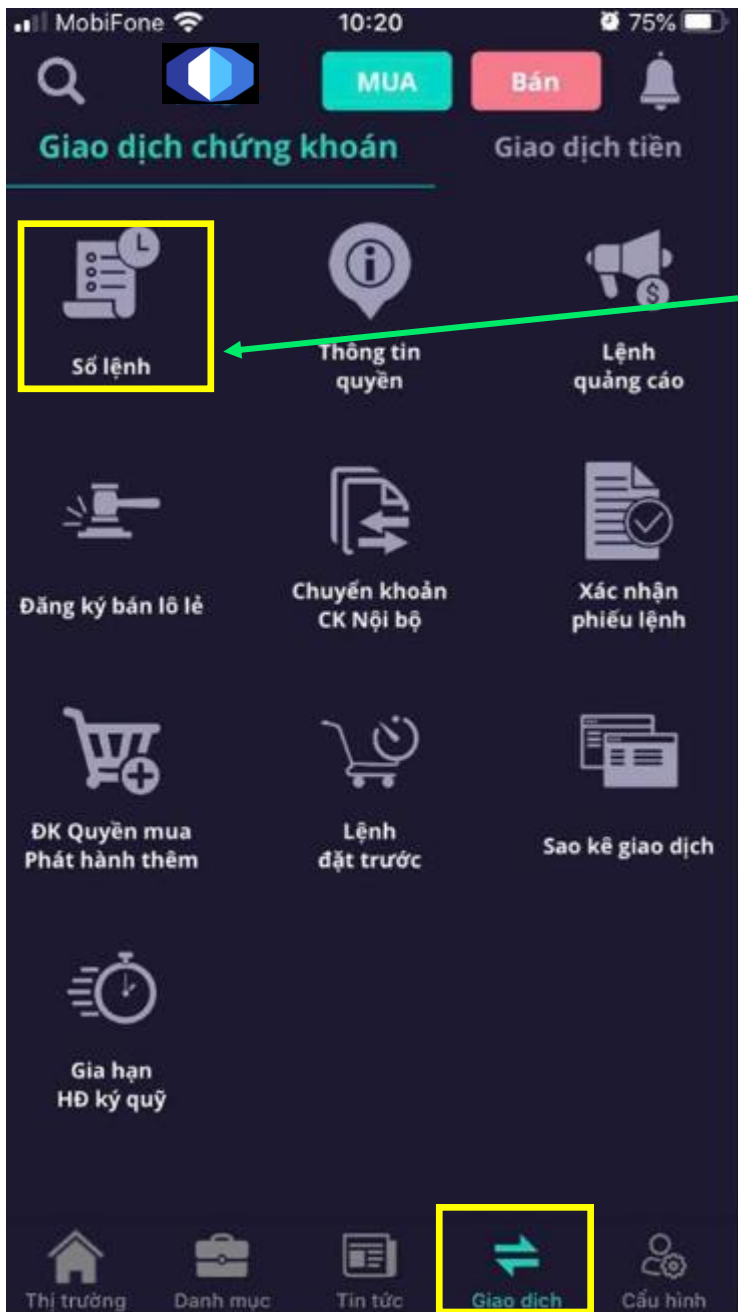 MobiFone 10:20 75%
MUA Bán
Giao dịch chứng khoán Giao dịch tiền
Sổ lệnh
Thông tin
quyền
Lệnh
quảng cáo
Đăng ký bán lô lẻ
Chuyển khoản
CK Nội bộ
Xác nhận
phiếu lệnh
ĐK Quyền mua
Phát hành thêm
Lệnh
đặt trước
Sao kê giao dịch
Gia hạn
HĐ ký quỹ
Thị trường Danh mục Tin tức Giao dịch Cấu hình